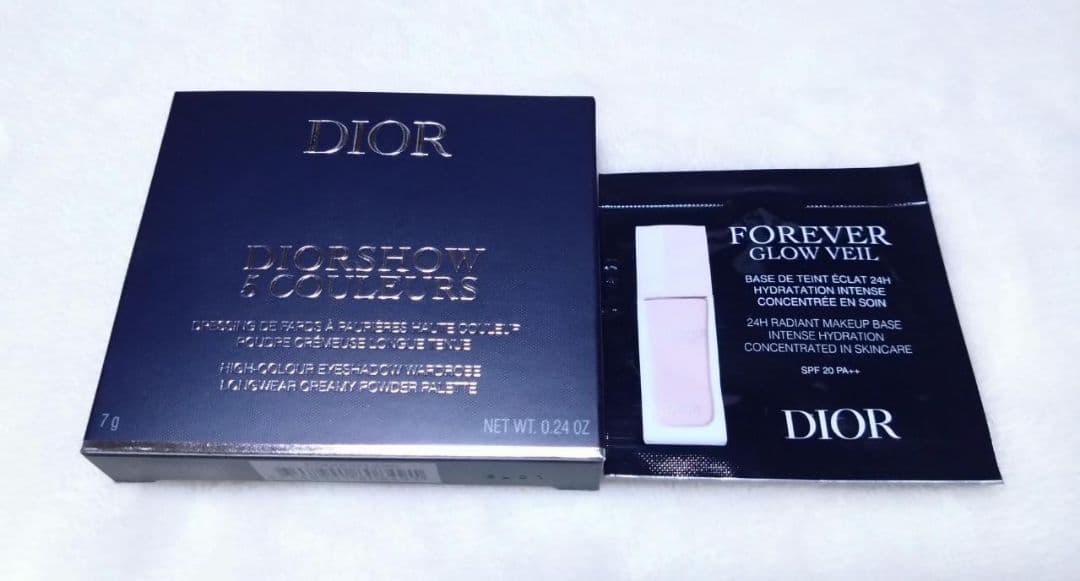 DIOR
DIORSHOW
5 COULEURS
DRESSING DE FARDS À PAUPIÈRES HAUTE COULEUR
POUDRE CRÉMEUSE LONGUE TENUE
HIGH-COLOUR EYESHADOW WARDROBE
LONGWEAR CREAMY POWDER PALETTE
7 g
NET WT. 0.24 OZ
FOREVER
GLOW VEIL
BASE DE TEINT ÉCLAT 24H
HYDRATATION INTENSE
CONCENTRÉE EN SOIN
24H RADIANT MAKEUP BASE
INTENSE HYDRATION
CONCENTRATED IN SKINCARE
SPF 20 PA++
DIOR